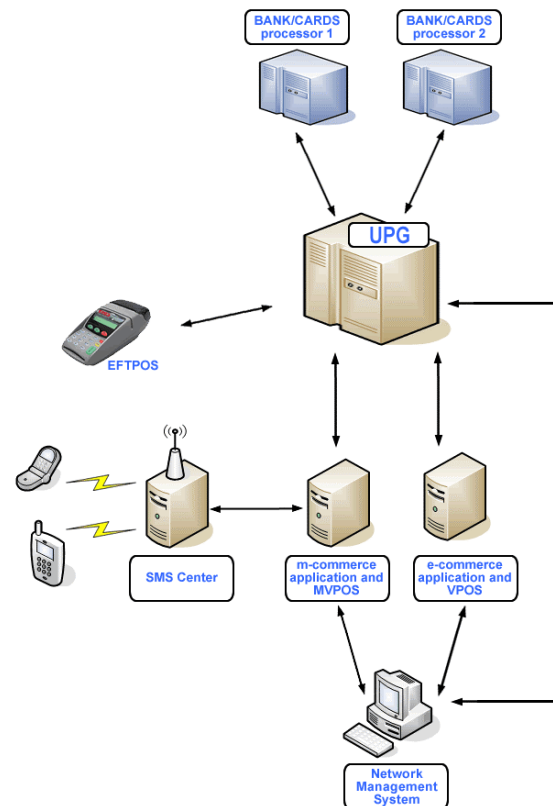 BANK/CARDS
processor 1
BANK/CARDS
processor 2
UPG
EFTPOS
SMS Center
m-commerce
application and
MVPOS
e-commerce
application and
VPOS
Network
Management
System